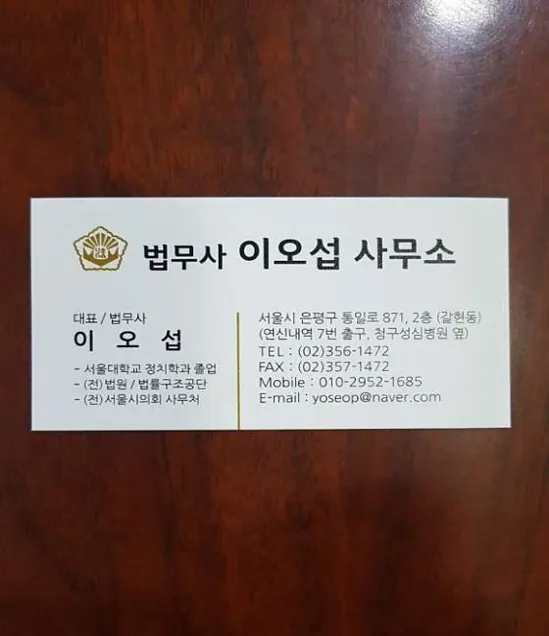 법무사 이오섭 사무소
대표 / 법무사
이 오 섭
- 서울대학교 정치학과 졸업
- (전) 법원 / 법률구조공단
- (전) 서울시의회 사무처
서울시 은평구 통일로 871, 2층 (갈현동)
(연신내역 7번 출구, 청구성심병원 옆)
TEL : (02)356-1472
FAX : (02)357-1472
Mobile : 010-2952-1685
E-mail : yoseop@naver.com